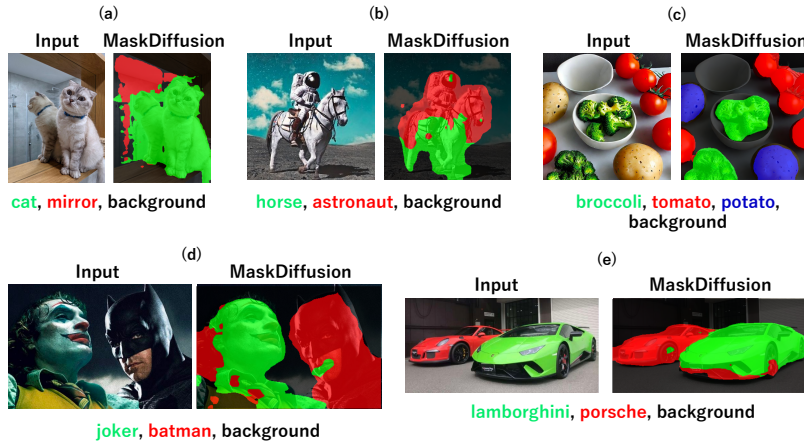 (a)
Input MaskDiffusion
cat, mirror, background
(b)
Input MaskDiffusion
horse, astronaut, background
(c)
Input MaskDiffusion
broccoli, tomato, potato,
background
(d)
Input MaskDiffusion
joker, batman, background
(e)
Input MaskDiffusion
lamborghini, porsche, background